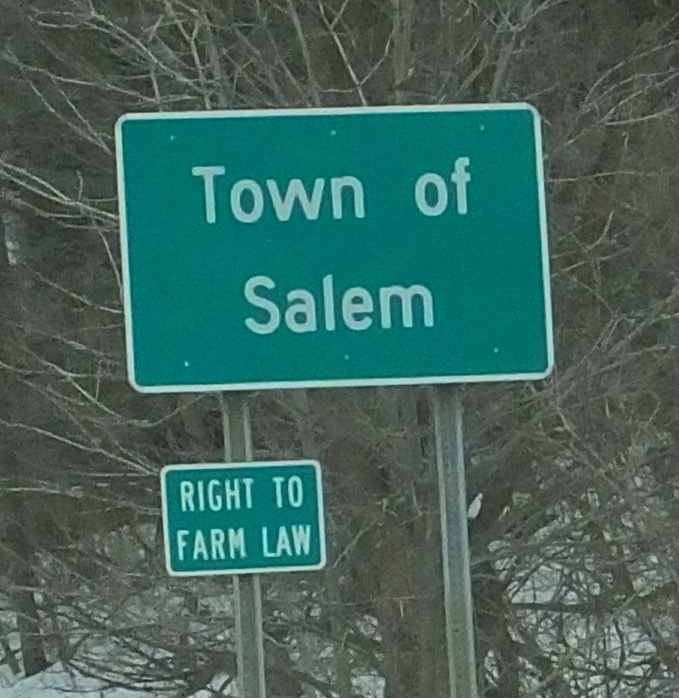 Town of
Salem
RIGHT TO
FARM LAW